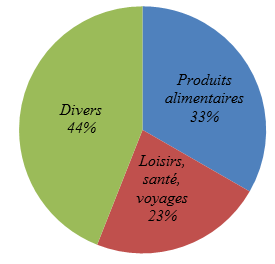 Produits
alimentaires
33%
Divers
44%
Loisirs,
santé,
voyages
23%